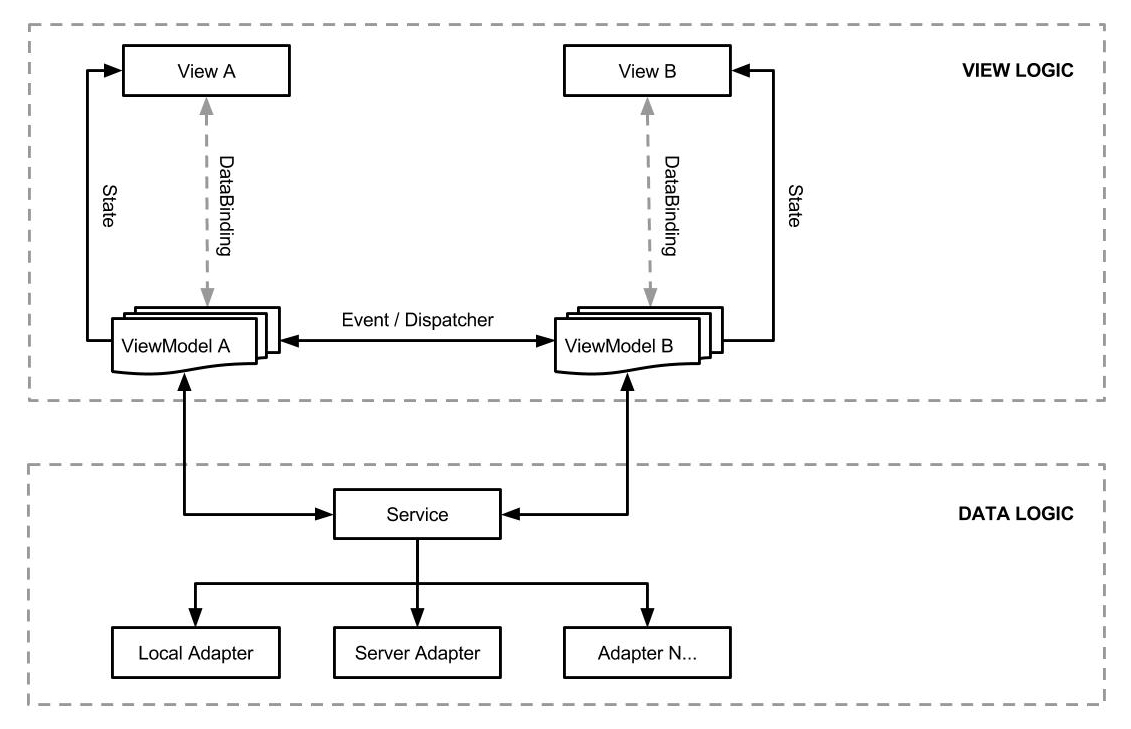 View A
View B
VIEW LOGIC
State
DataBinding
DataBinding
State
Event / Dispatcher
ViewModel A
ViewModel B
Service
DATA LOGIC
Local Adapter
Server Adapter
Adapter N...